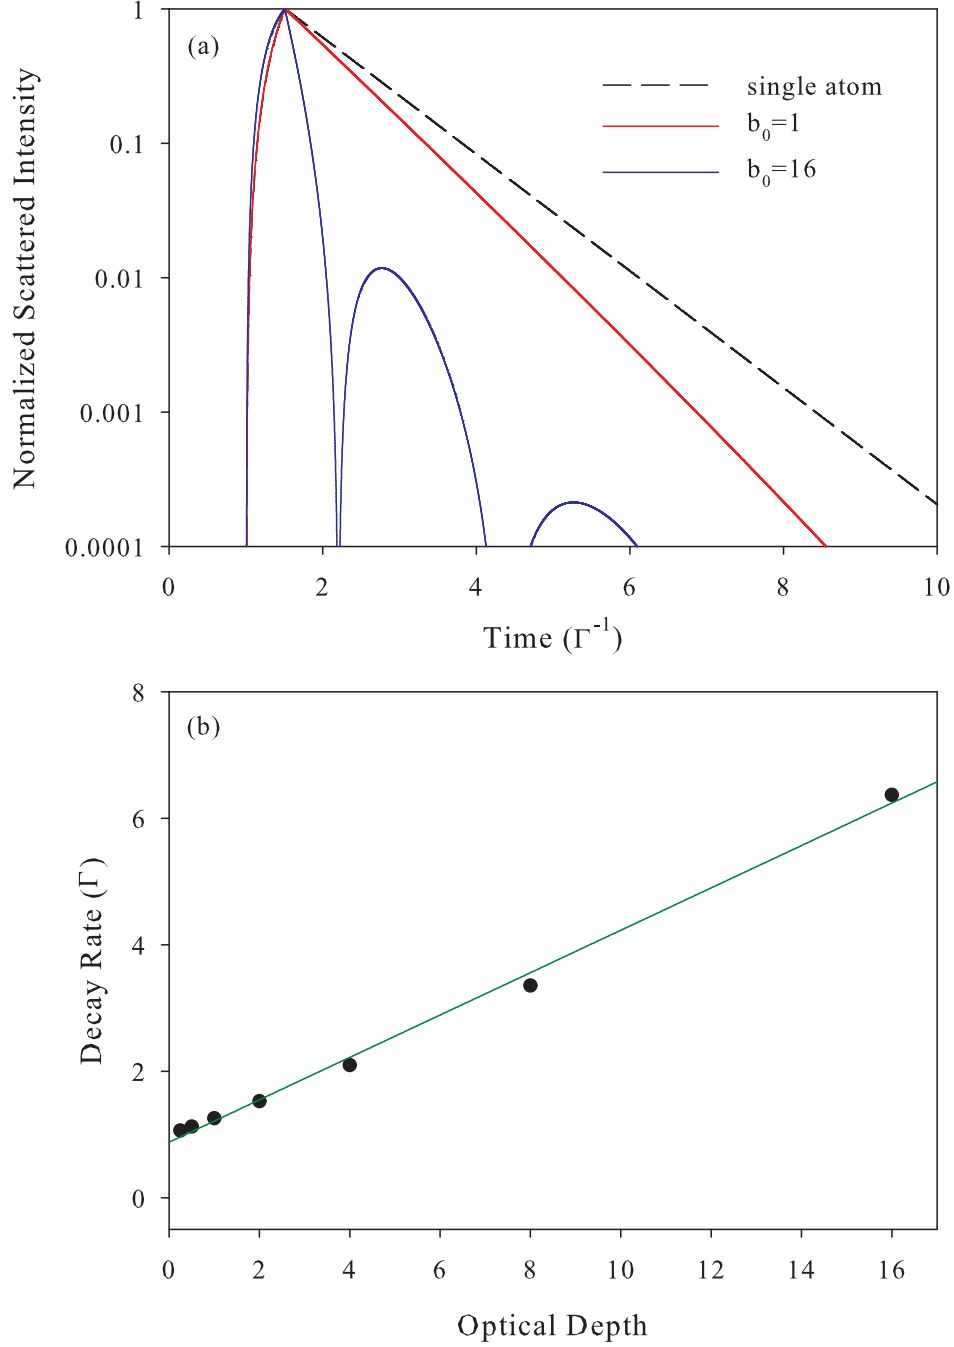 1
(a)
single atom
b₀=1
0.1
b₀=16
Normalized Scattered Intensity
0.01
0.001
0.0001
0 2 4 6 8 10
Time (Γ⁻¹)
8
(b)
6
Decay Rate (Γ)
4
2
0
0 2 4 6 8 10 12 14 16
Optical Depth